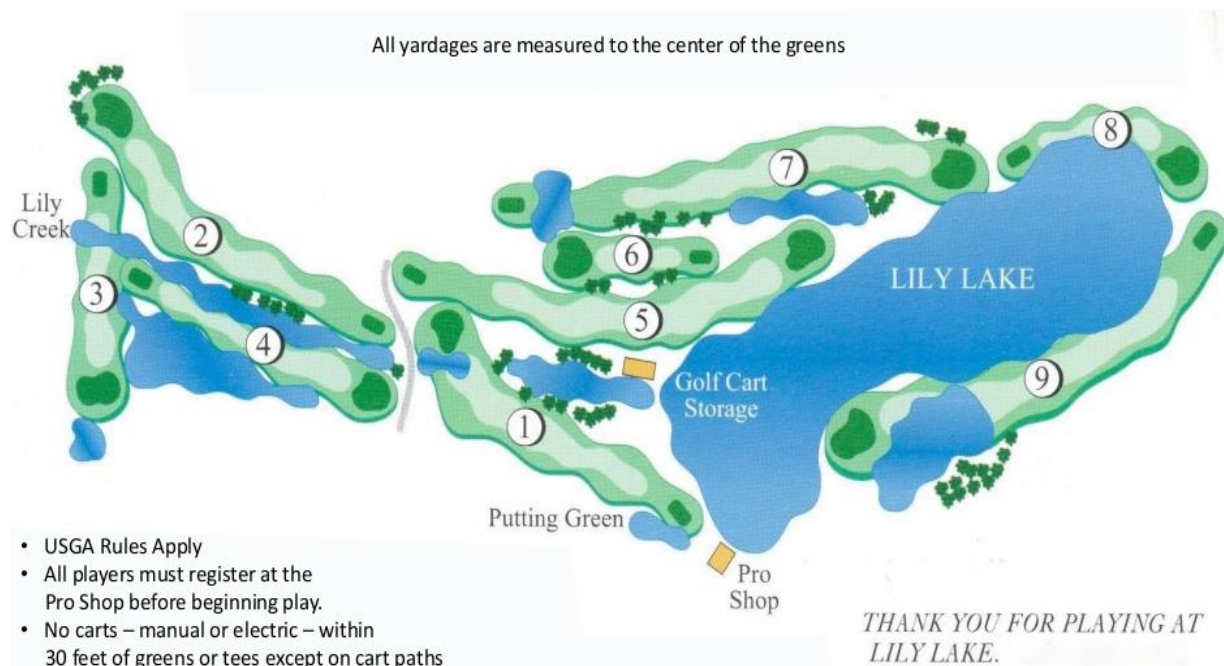 All yardages are measured to the center of the greens
8
7
Lily
Creek
2
6
LILY LAKE
3
5
4
9
Golf Cart
Storage
1
Putting Green
Pro
Shop
• USGA Rules Apply
• All players must register at the
Pro Shop before beginning play.
• No carts – manual or electric – within
30 feet of greens or tees except on cart paths
THANK YOU FOR PLAYING AT
LILY LAKE.